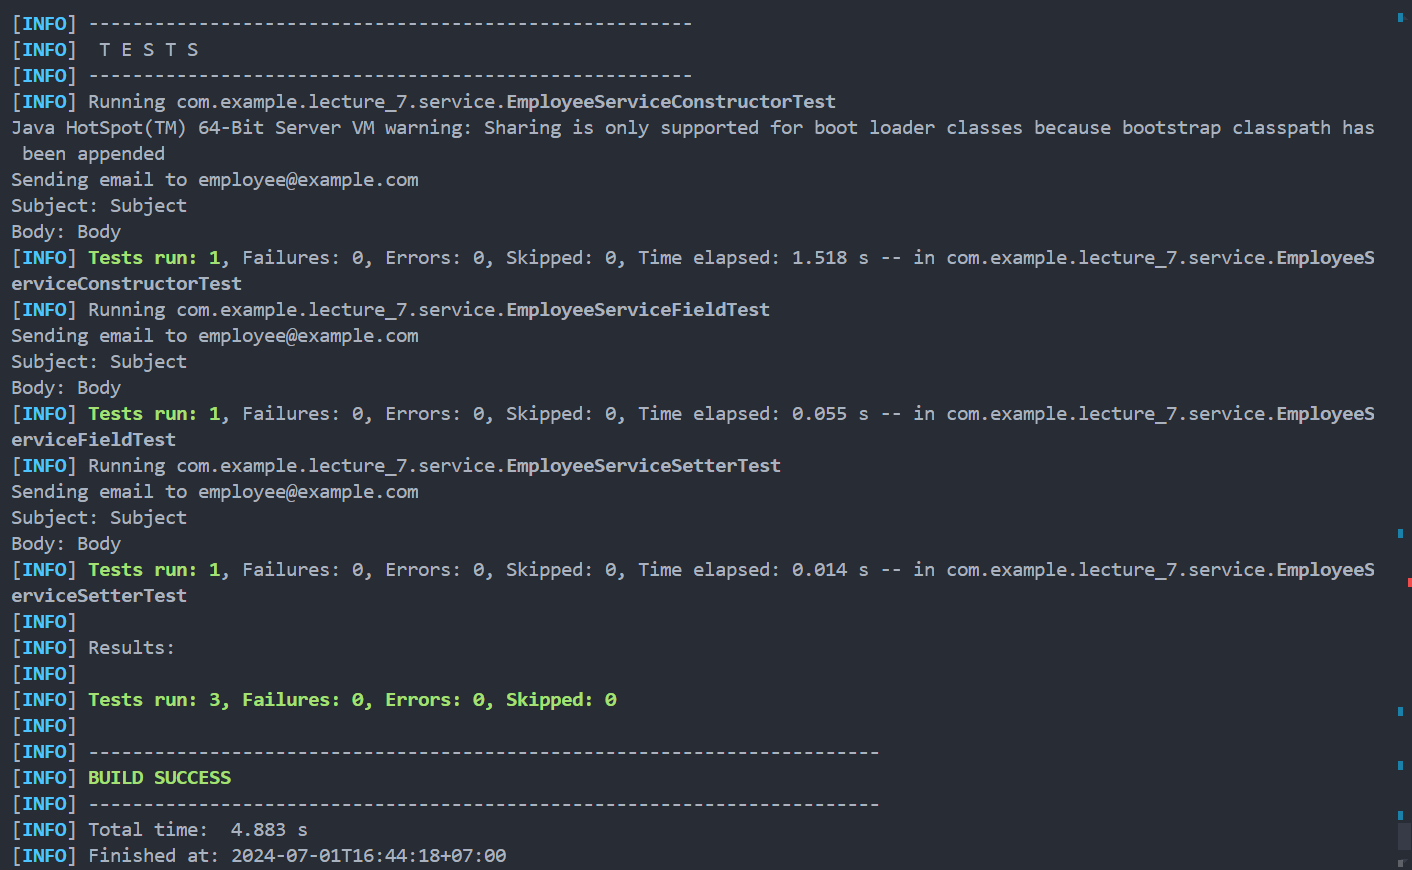 [INFO] -------------------------------------------------------
[INFO]  T E S T S
[INFO] -------------------------------------------------------
[INFO] Running com.example.lecture_7.service.EmployeeServiceConstructorTest
Java HotSpot(TM) 64-Bit Server VM warning: Sharing is only supported for boot loader classes because bootstrap classpath has
 been appended
Sending email to employee@example.com
Subject: Subject
Body: Body
[INFO] Tests run: 1, Failures: 0, Errors: 0, Skipped: 0, Time elapsed: 1.518 s -- in com.example.lecture_7.service.EmployeeS
erviceConstructorTest
[INFO] Running com.example.lecture_7.service.EmployeeServiceFieldTest
Sending email to employee@example.com
Subject: Subject
Body: Body
[INFO] Tests run: 1, Failures: 0, Errors: 0, Skipped: 0, Time elapsed: 0.055 s -- in com.example.lecture_7.service.EmployeeS
erviceFieldTest
[INFO] Running com.example.lecture_7.service.EmployeeServiceSetterTest
Sending email to employee@example.com
Subject: Subject
Body: Body
[INFO] Tests run: 1, Failures: 0, Errors: 0, Skipped: 0, Time elapsed: 0.014 s -- in com.example.lecture_7.service.EmployeeS
erviceSetterTest
[INFO]
[INFO] Results:
[INFO]
[INFO] Tests run: 3, Failures: 0, Errors: 0, Skipped: 0
[INFO]
[INFO] ------------------------------------------------------------------------
[INFO] BUILD SUCCESS
[INFO] ------------------------------------------------------------------------
[INFO] Total time:  4.883 s
[INFO] Finished at: 2024-07-01T16:44:18+07:00